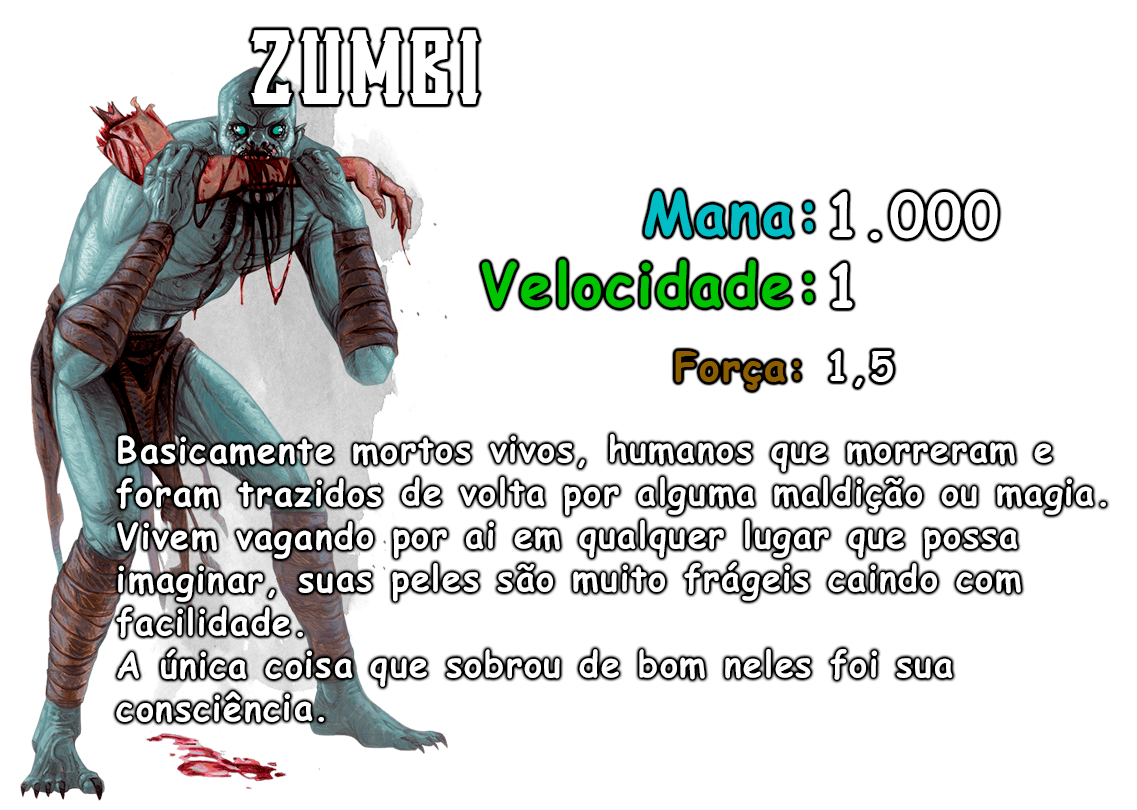 ZUMBI
Mana:1.000
Velocidade:1
Força: 1,5
Basicamente mortos vivos, humanos que morreram e
foram trazidos de volta por alguma maldição ou magia.
Vivem vagando por ai em qualquer lugar que possa
imaginar, suas peles são muito frágeis caindo com
facilidade.
A única coisa que sobrou de bom neles foi sua
consciência.